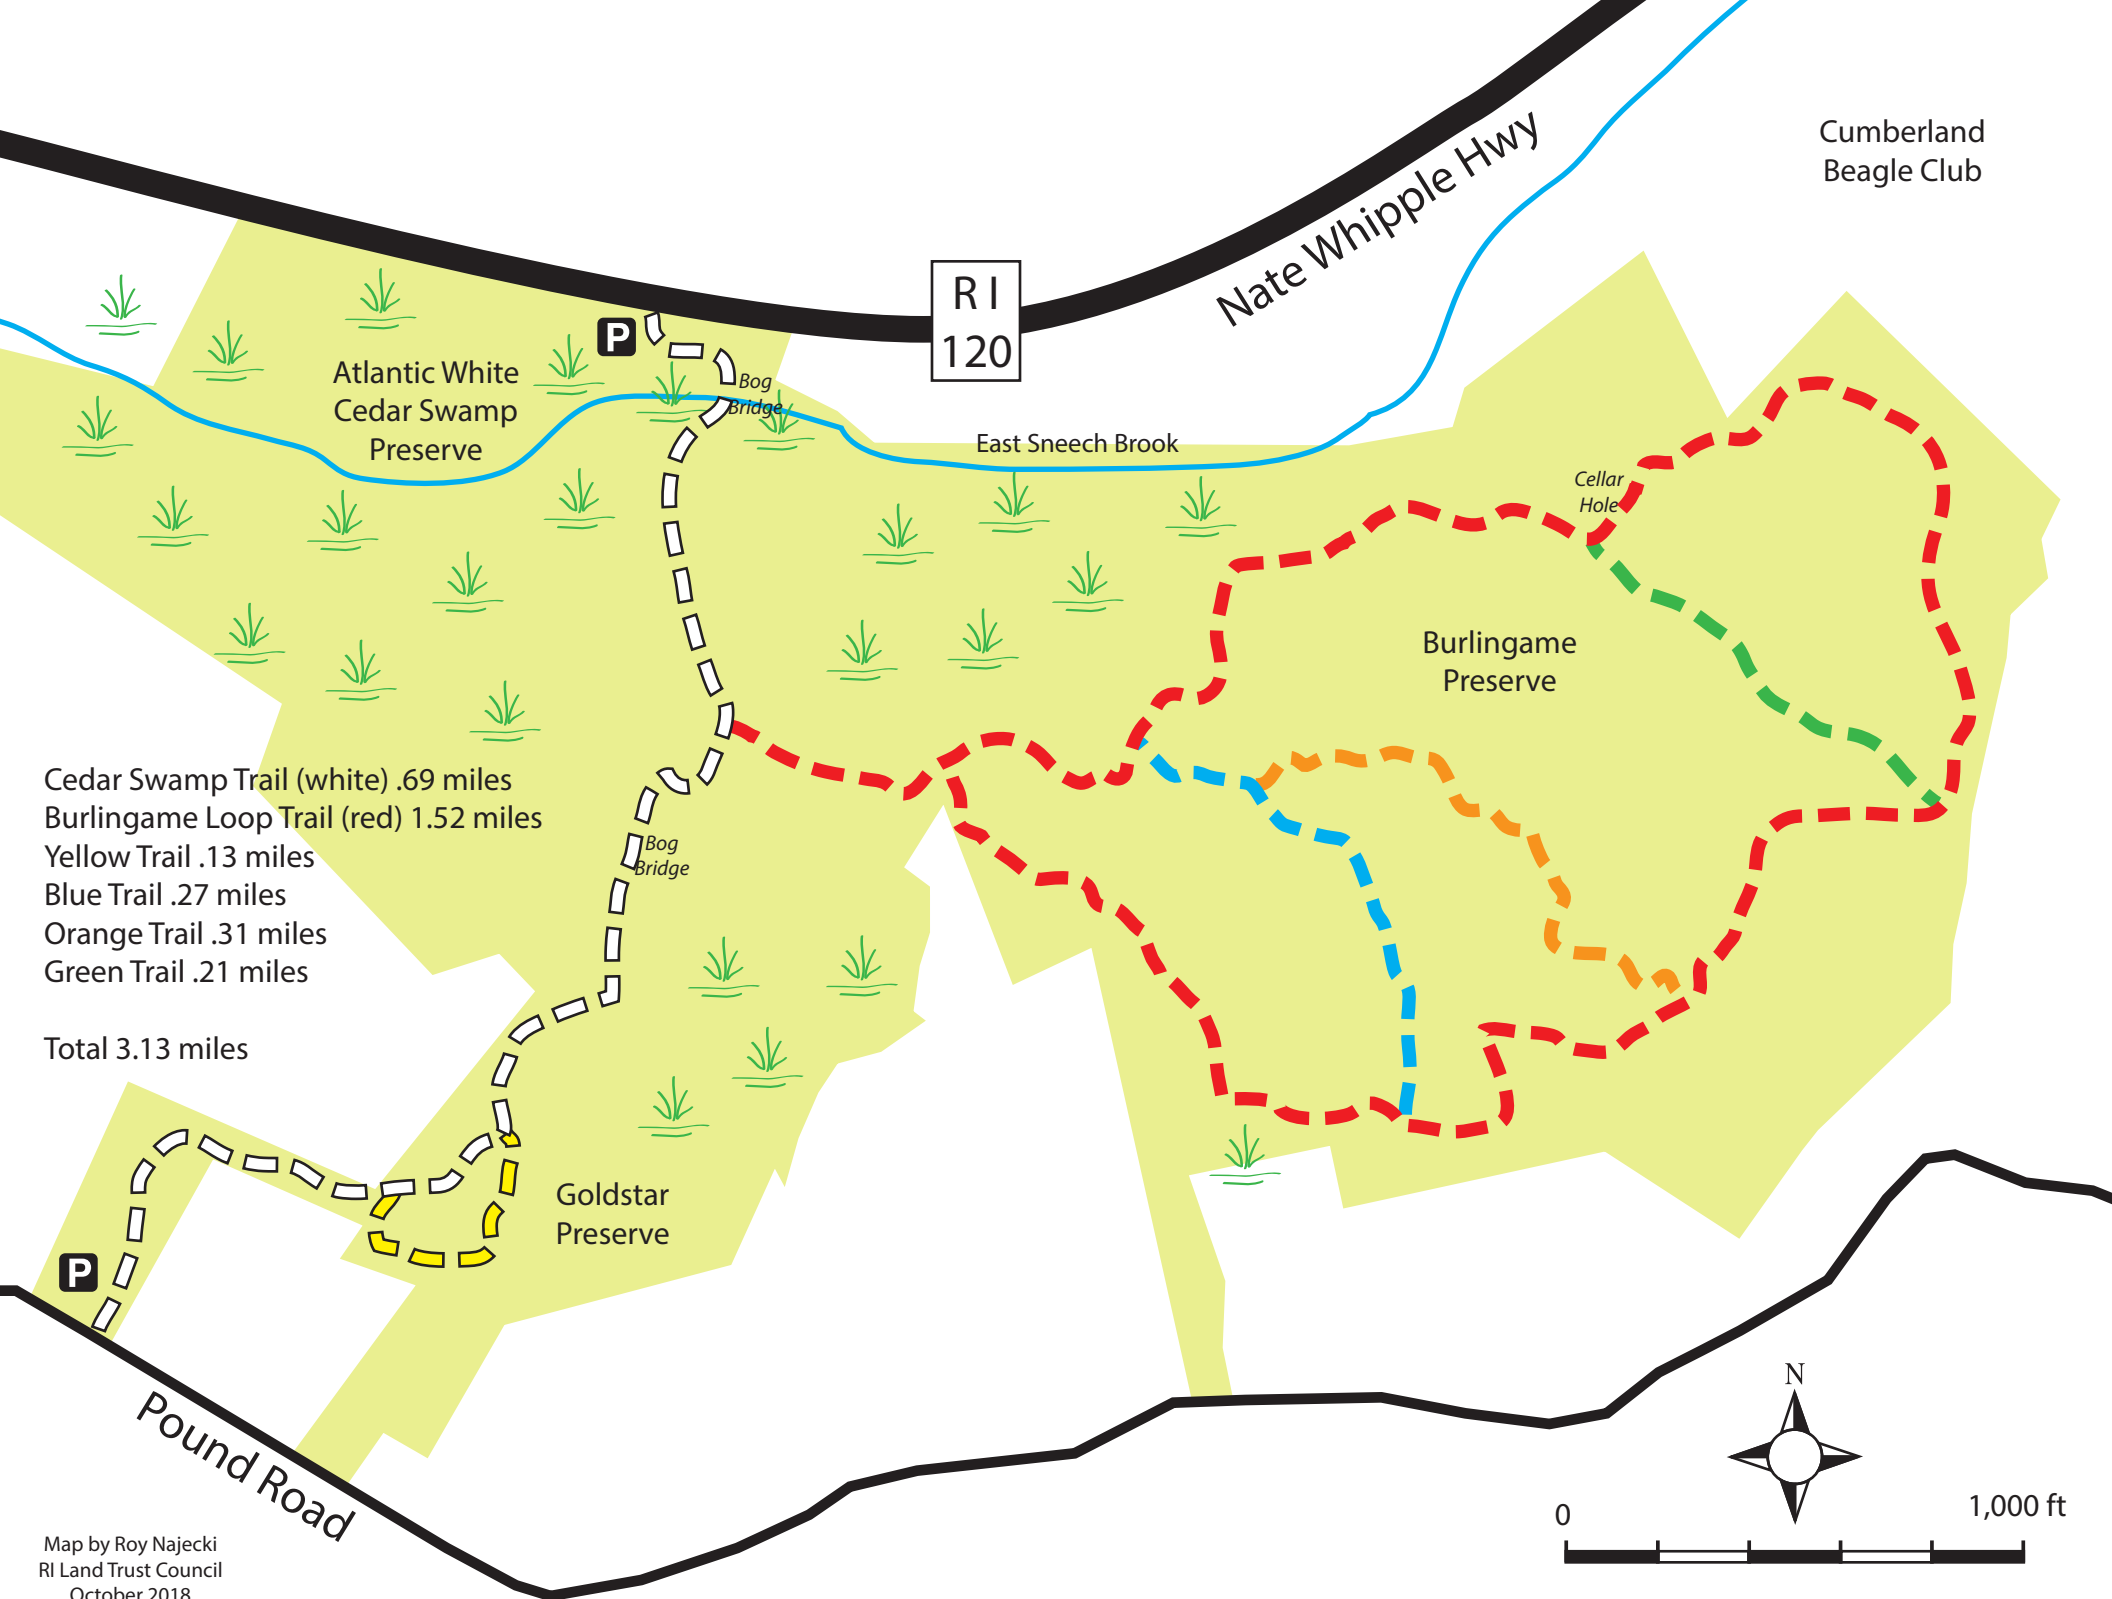 Cumberland
Beagle Club
Nate Whipple Hwy
R I
120
P
Atlantic White
Cedar Swamp
Preserve
Bog
Bridge
East Sneech Brook
Cellar
Hole
Burlingame
Preserve
Cedar Swamp Trail (white) .69 miles
Burlingame Loop Trail (red) 1.52 miles
Yellow Trail .13 miles
Blue Trail .27 miles
Orange Trail .31 miles
Green Trail .21 miles
Total 3.13 miles
Bog
Bridge
Goldstar
Preserve
P
Pound Road
N
0
1,000 ft
Map by Roy Najecki
RI Land Trust Council
October 2018